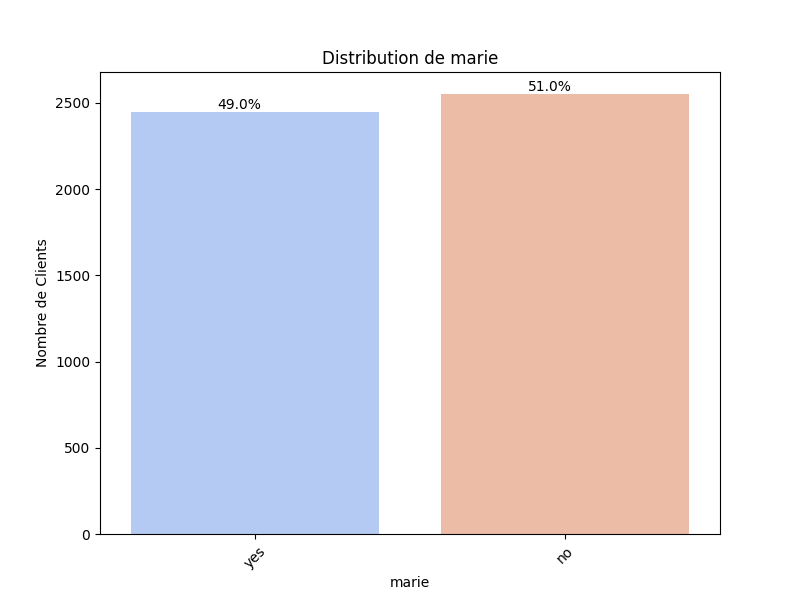 Distribution de marie
49.0%
51.0%
2500
2000
1500
1000
500
0
Nombre de Clients
yes
no
marie